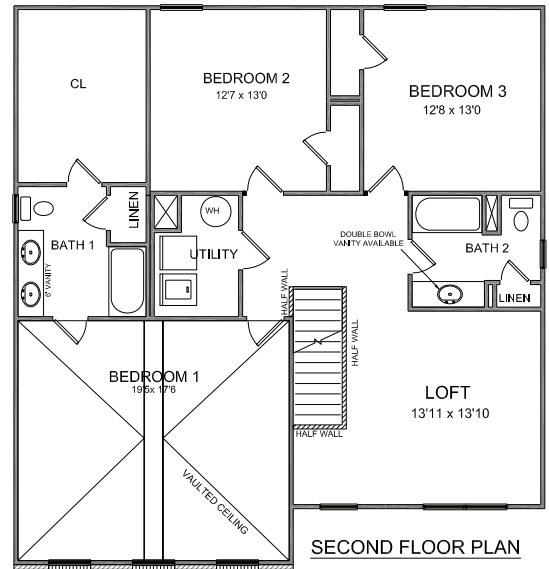 CL
BEDROOM 2
12'7 x 13'0
BEDROOM 3
12'8 x 13'0
LINEN
WH
BATH 1
UTILITY
6' VANITY
DOUBLE BOWL
VANITY AVAILABLE
BATH 2
LINEN
HALF WALL
HALF WALL
HALF WALL
BEDROOM 1
19'5x 17'6
LOFT
13'11 x 13'10
VAULTED CEILING
SECOND FLOOR PLAN